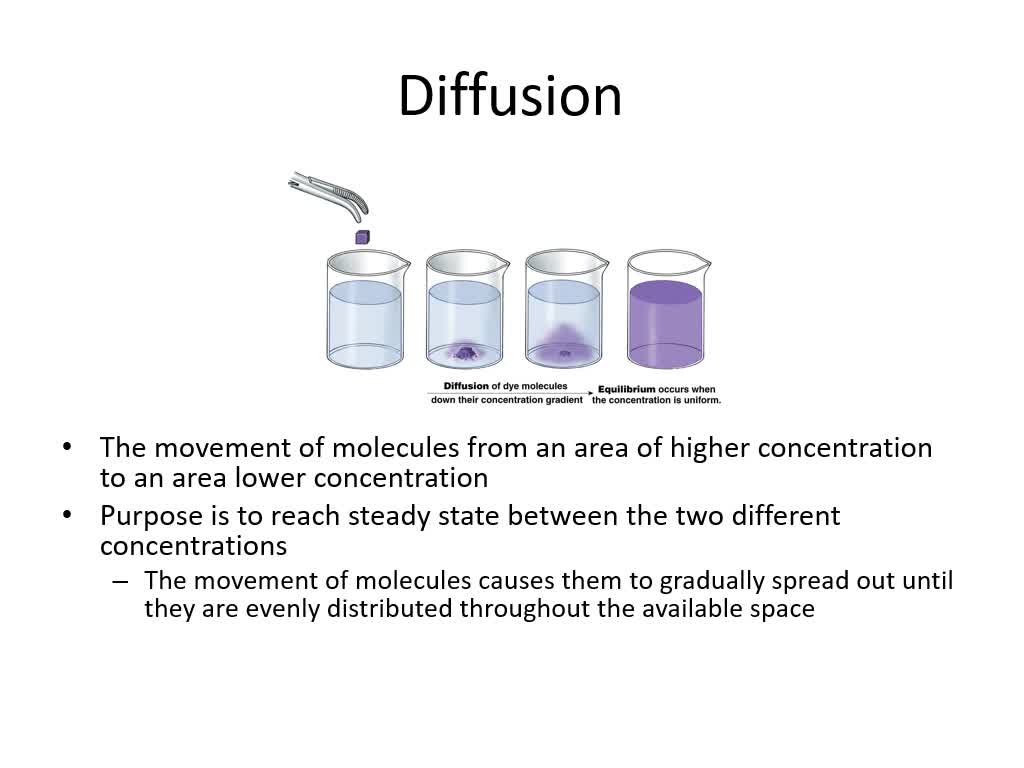 Diffusion
Diffusion of dye molecules
down their concentration gradient
Equilibrium occurs when
the concentration is uniform.
• The movement of molecules from an area of higher concentration
to an area lower concentration
• Purpose is to reach steady state between the two different
concentrations
– The movement of molecules causes them to gradually spread out until
they are evenly distributed throughout the available space